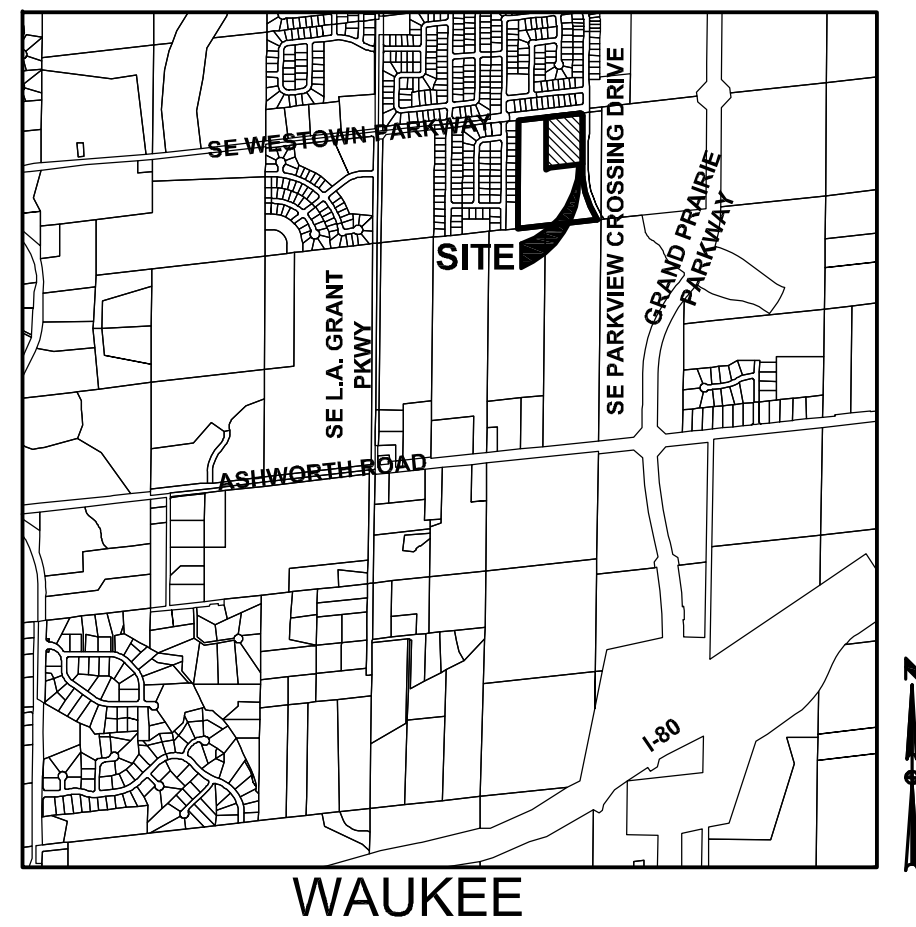 SE WESTOWN PARKWAY
SE PARKVIEW CROSSING DRIVE
GRAND PRAIRIE
PARKWAY
SITE
SE L.A. GRANT
PKWY
ASHWORTH ROAD
I-80
N
WAUKEE